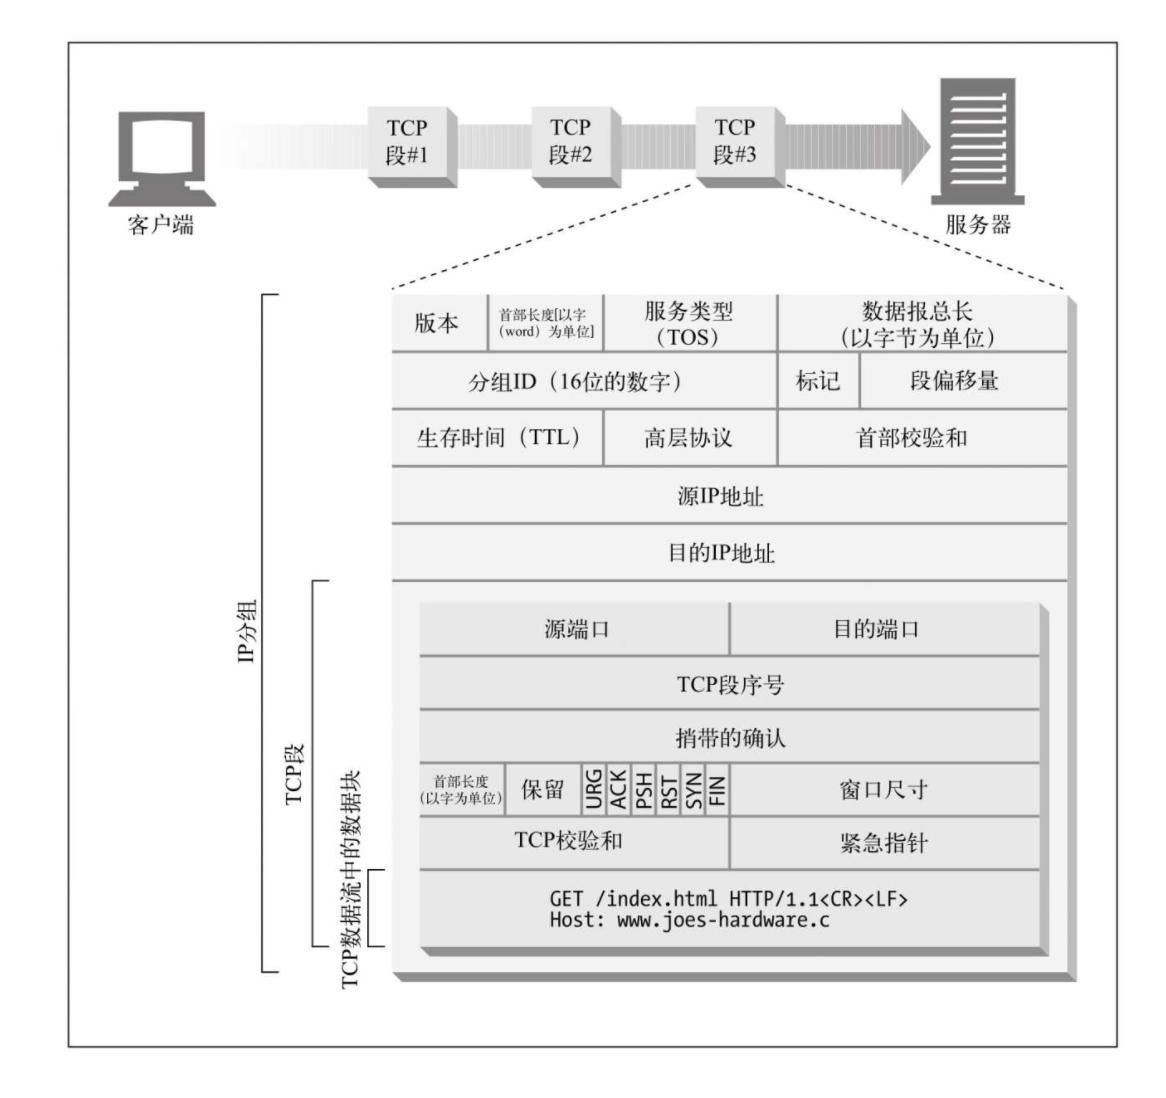 TCP
段#1
TCP
段#2
TCP
段#3
客户端
服务器
版本
首部长度[以字
（word）为单位]
服务类型
（TOS）
数据报总长
（以字节为单位）
分组ID（16位的数字）
标记
段偏移量
生存时间（TTL）
高层协议
首部校验和
源IP地址
目的IP地址
IP分组
TCP段
TCP数据流中的数据块
源端口
目的端口
TCP段序号
捎带的确认
首部长度
(以字为单位)
保留
URG
ACK
PSH
RST
SYN
FIN
窗口尺寸
TCP校验和
紧急指针
GET /index.html HTTP/1.1<CR><LF>
Host: www.joes-hardware.c